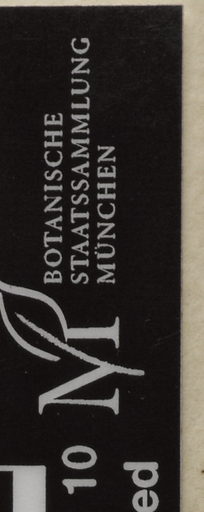 BOTANISCHE
STAATSSAMMLUNG
MÜNCHEN
M
10
ed